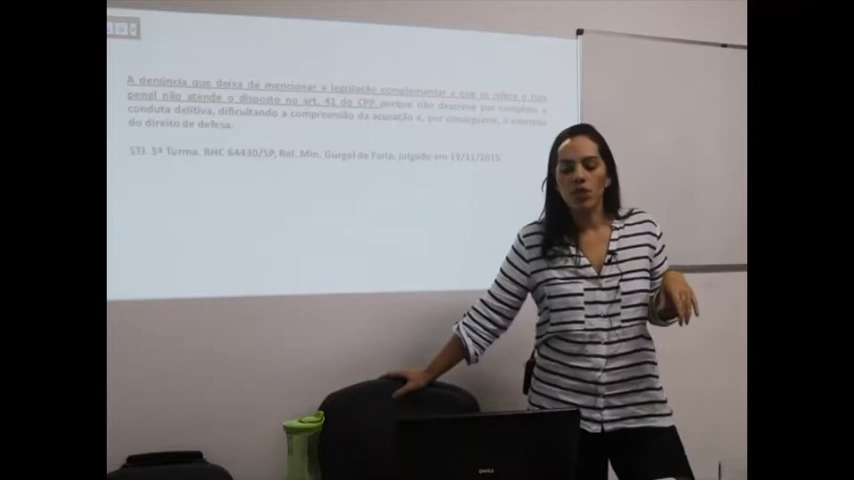 A denúncia que deixa de mencionar a legislação complementar a que se refere o tipo
penal não atende o disposto no art. 41 do CPP porque não descreve por completo a
conduta delitiva, dificultando a compreensão da acusação e, por conseguinte, o exercício
do direito de defesa.
STJ. 5ª Turma. RHC 64430/SP, Rel. Min. Gurgel de Faria, julgado em 19/11/2015
DELL